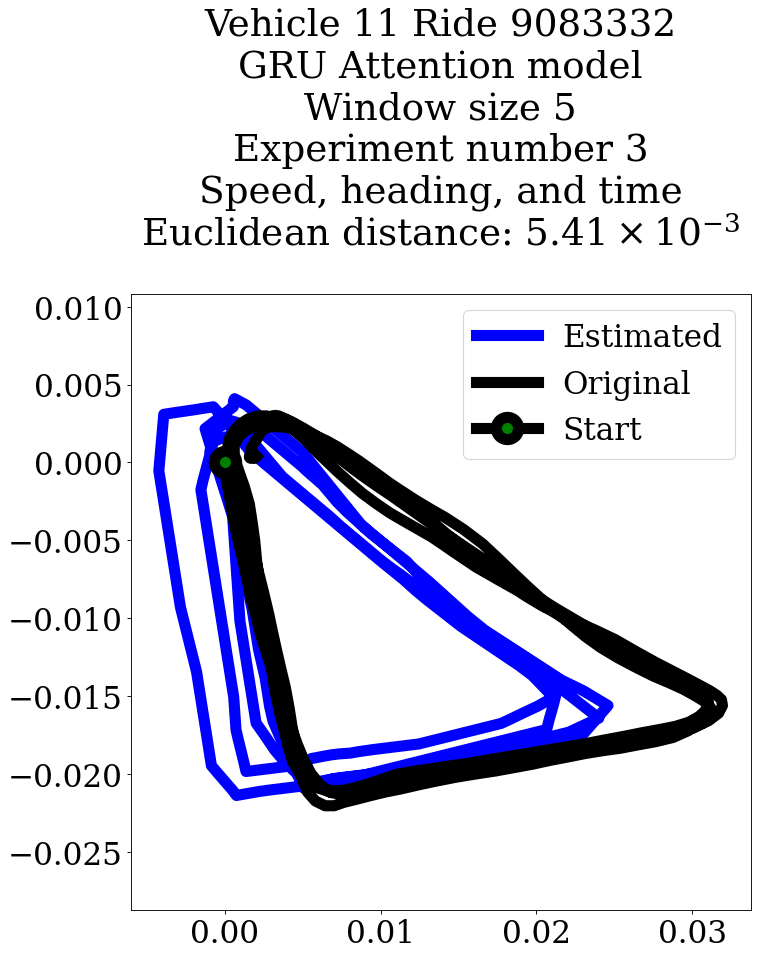 Vehicle 11 Ride 9083332
GRU Attention model
Window size 5
Experiment number 3
Speed, heading, and time
Euclidean distance: 5.41 × 10⁻³
0.010
0.005
0.000
−0.005
−0.010
−0.015
−0.020
−0.025
Estimated
Original
Start
0.00 0.01 0.02 0.03